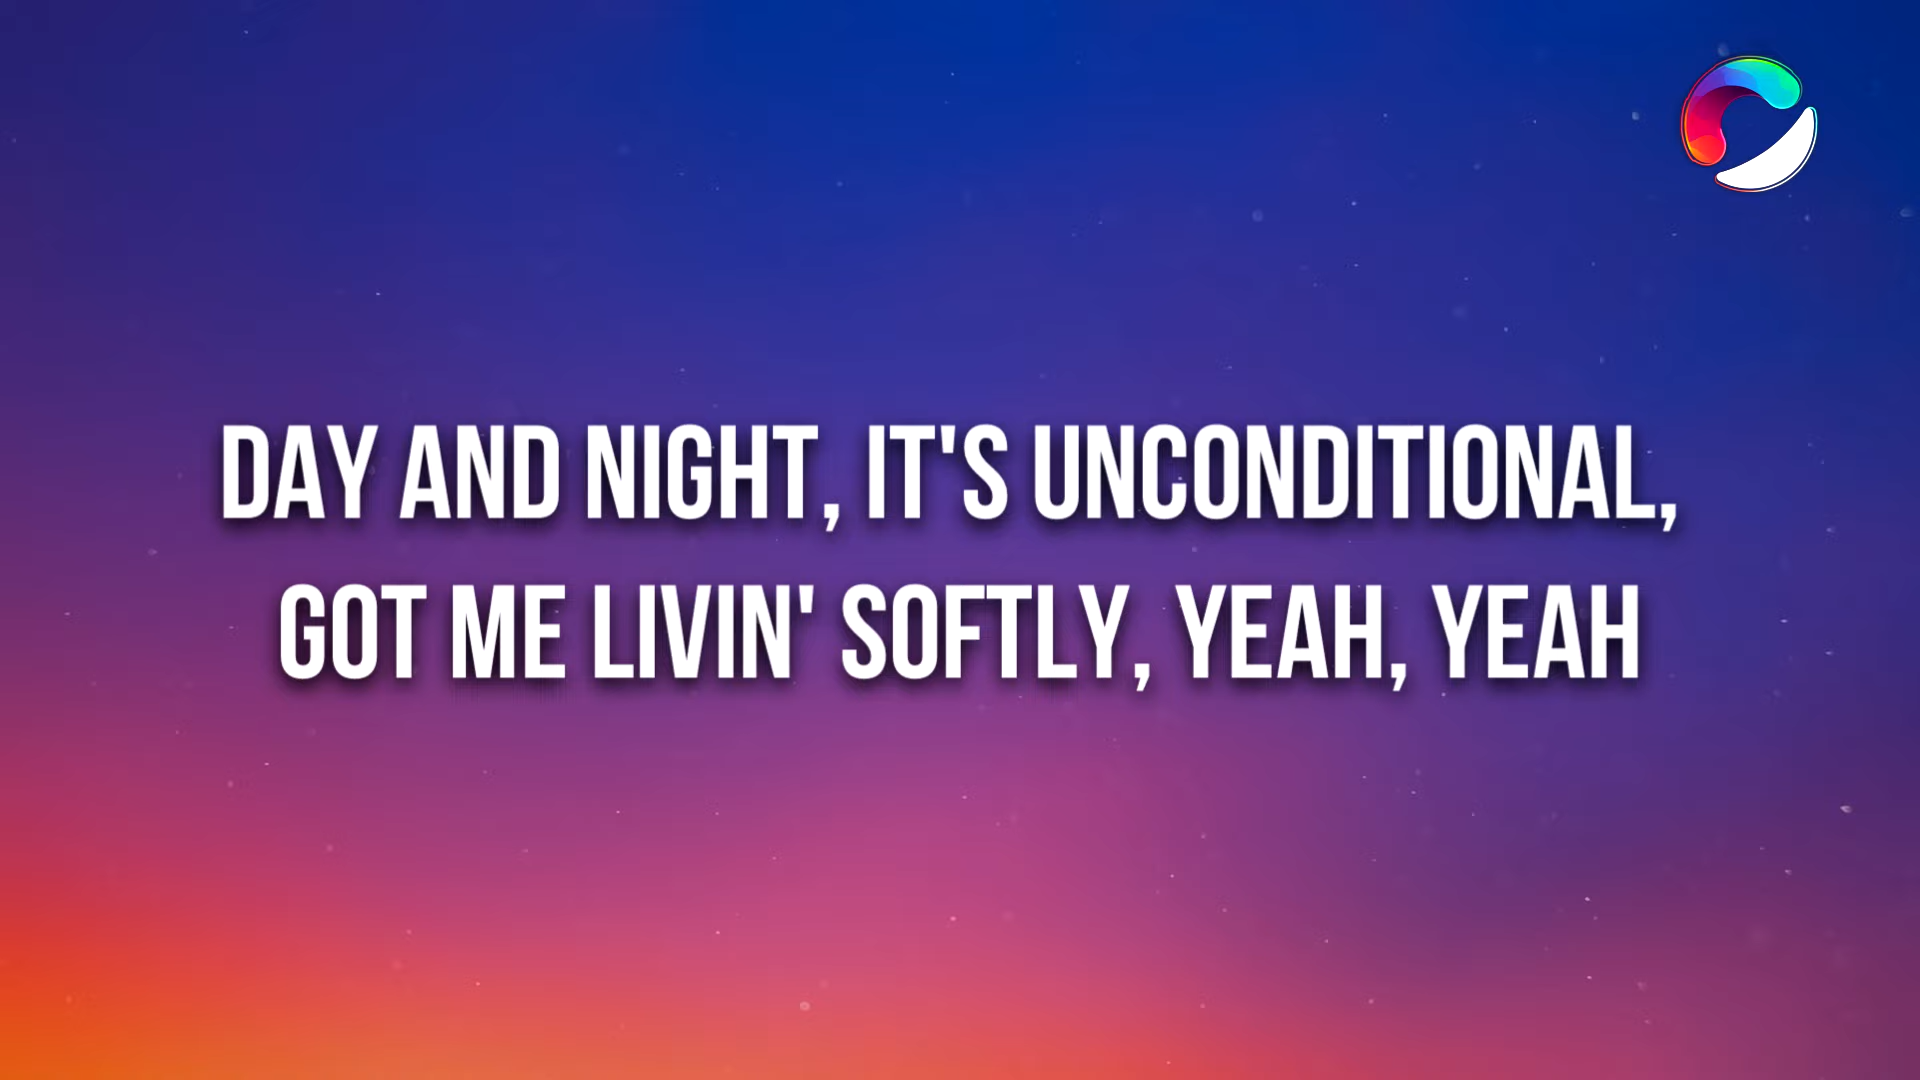 DAY AND NIGHT, IT'S UNCONDITIONAL,
GOT ME LIVIN' SOFTLY, YEAH, YEAH